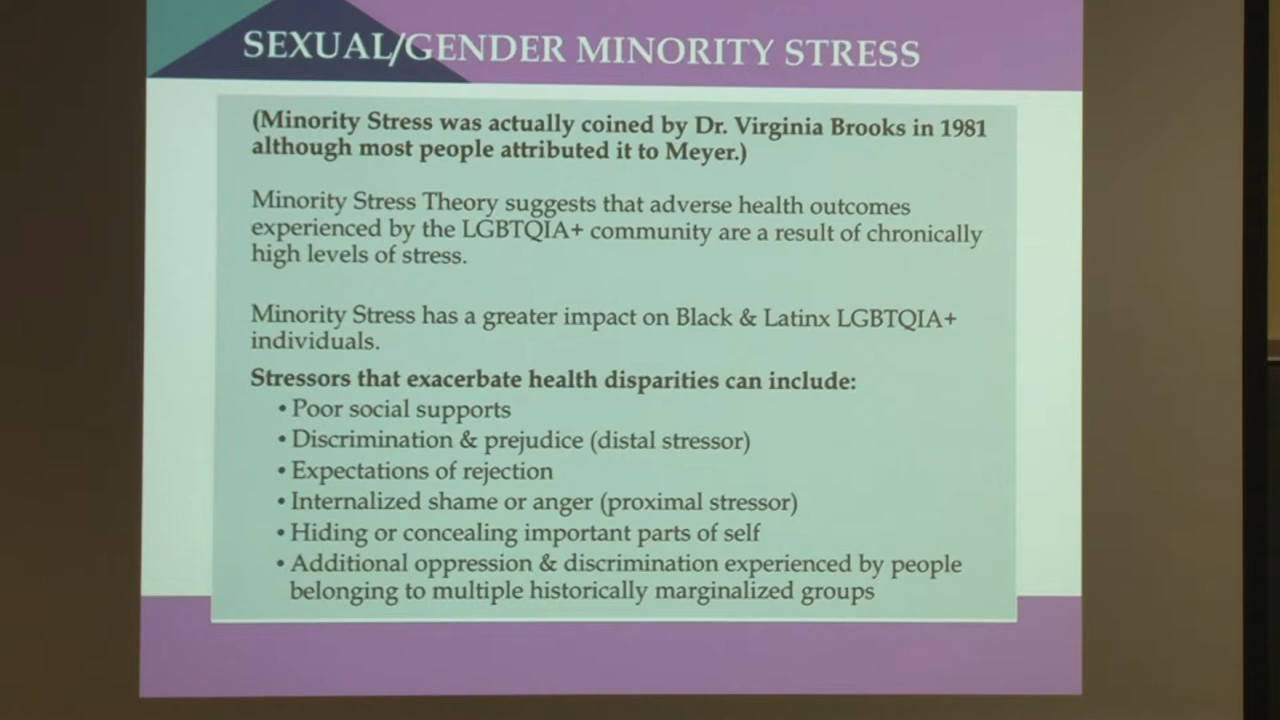 SEXUAL/GENDER MINORITY STRESS
(Minority Stress was actually coined by Dr. Virginia Brooks in 1981
although most people attributed it to Meyer.)
Minority Stress Theory suggests that adverse health outcomes
experienced by the LGBTQIA+ community are a result of chronically
high levels of stress.
Minority Stress has a greater impact on Black & Latinx LGBTQIA+
individuals.
Stressors that exacerbate health disparities can include:
• Poor social supports
• Discrimination & prejudice (distal stressor)
• Expectations of rejection
• Internalized shame or anger (proximal stressor)
• Hiding or concealing important parts of self
• Additional oppression & discrimination experienced by people
belonging to multiple historically marginalized groups